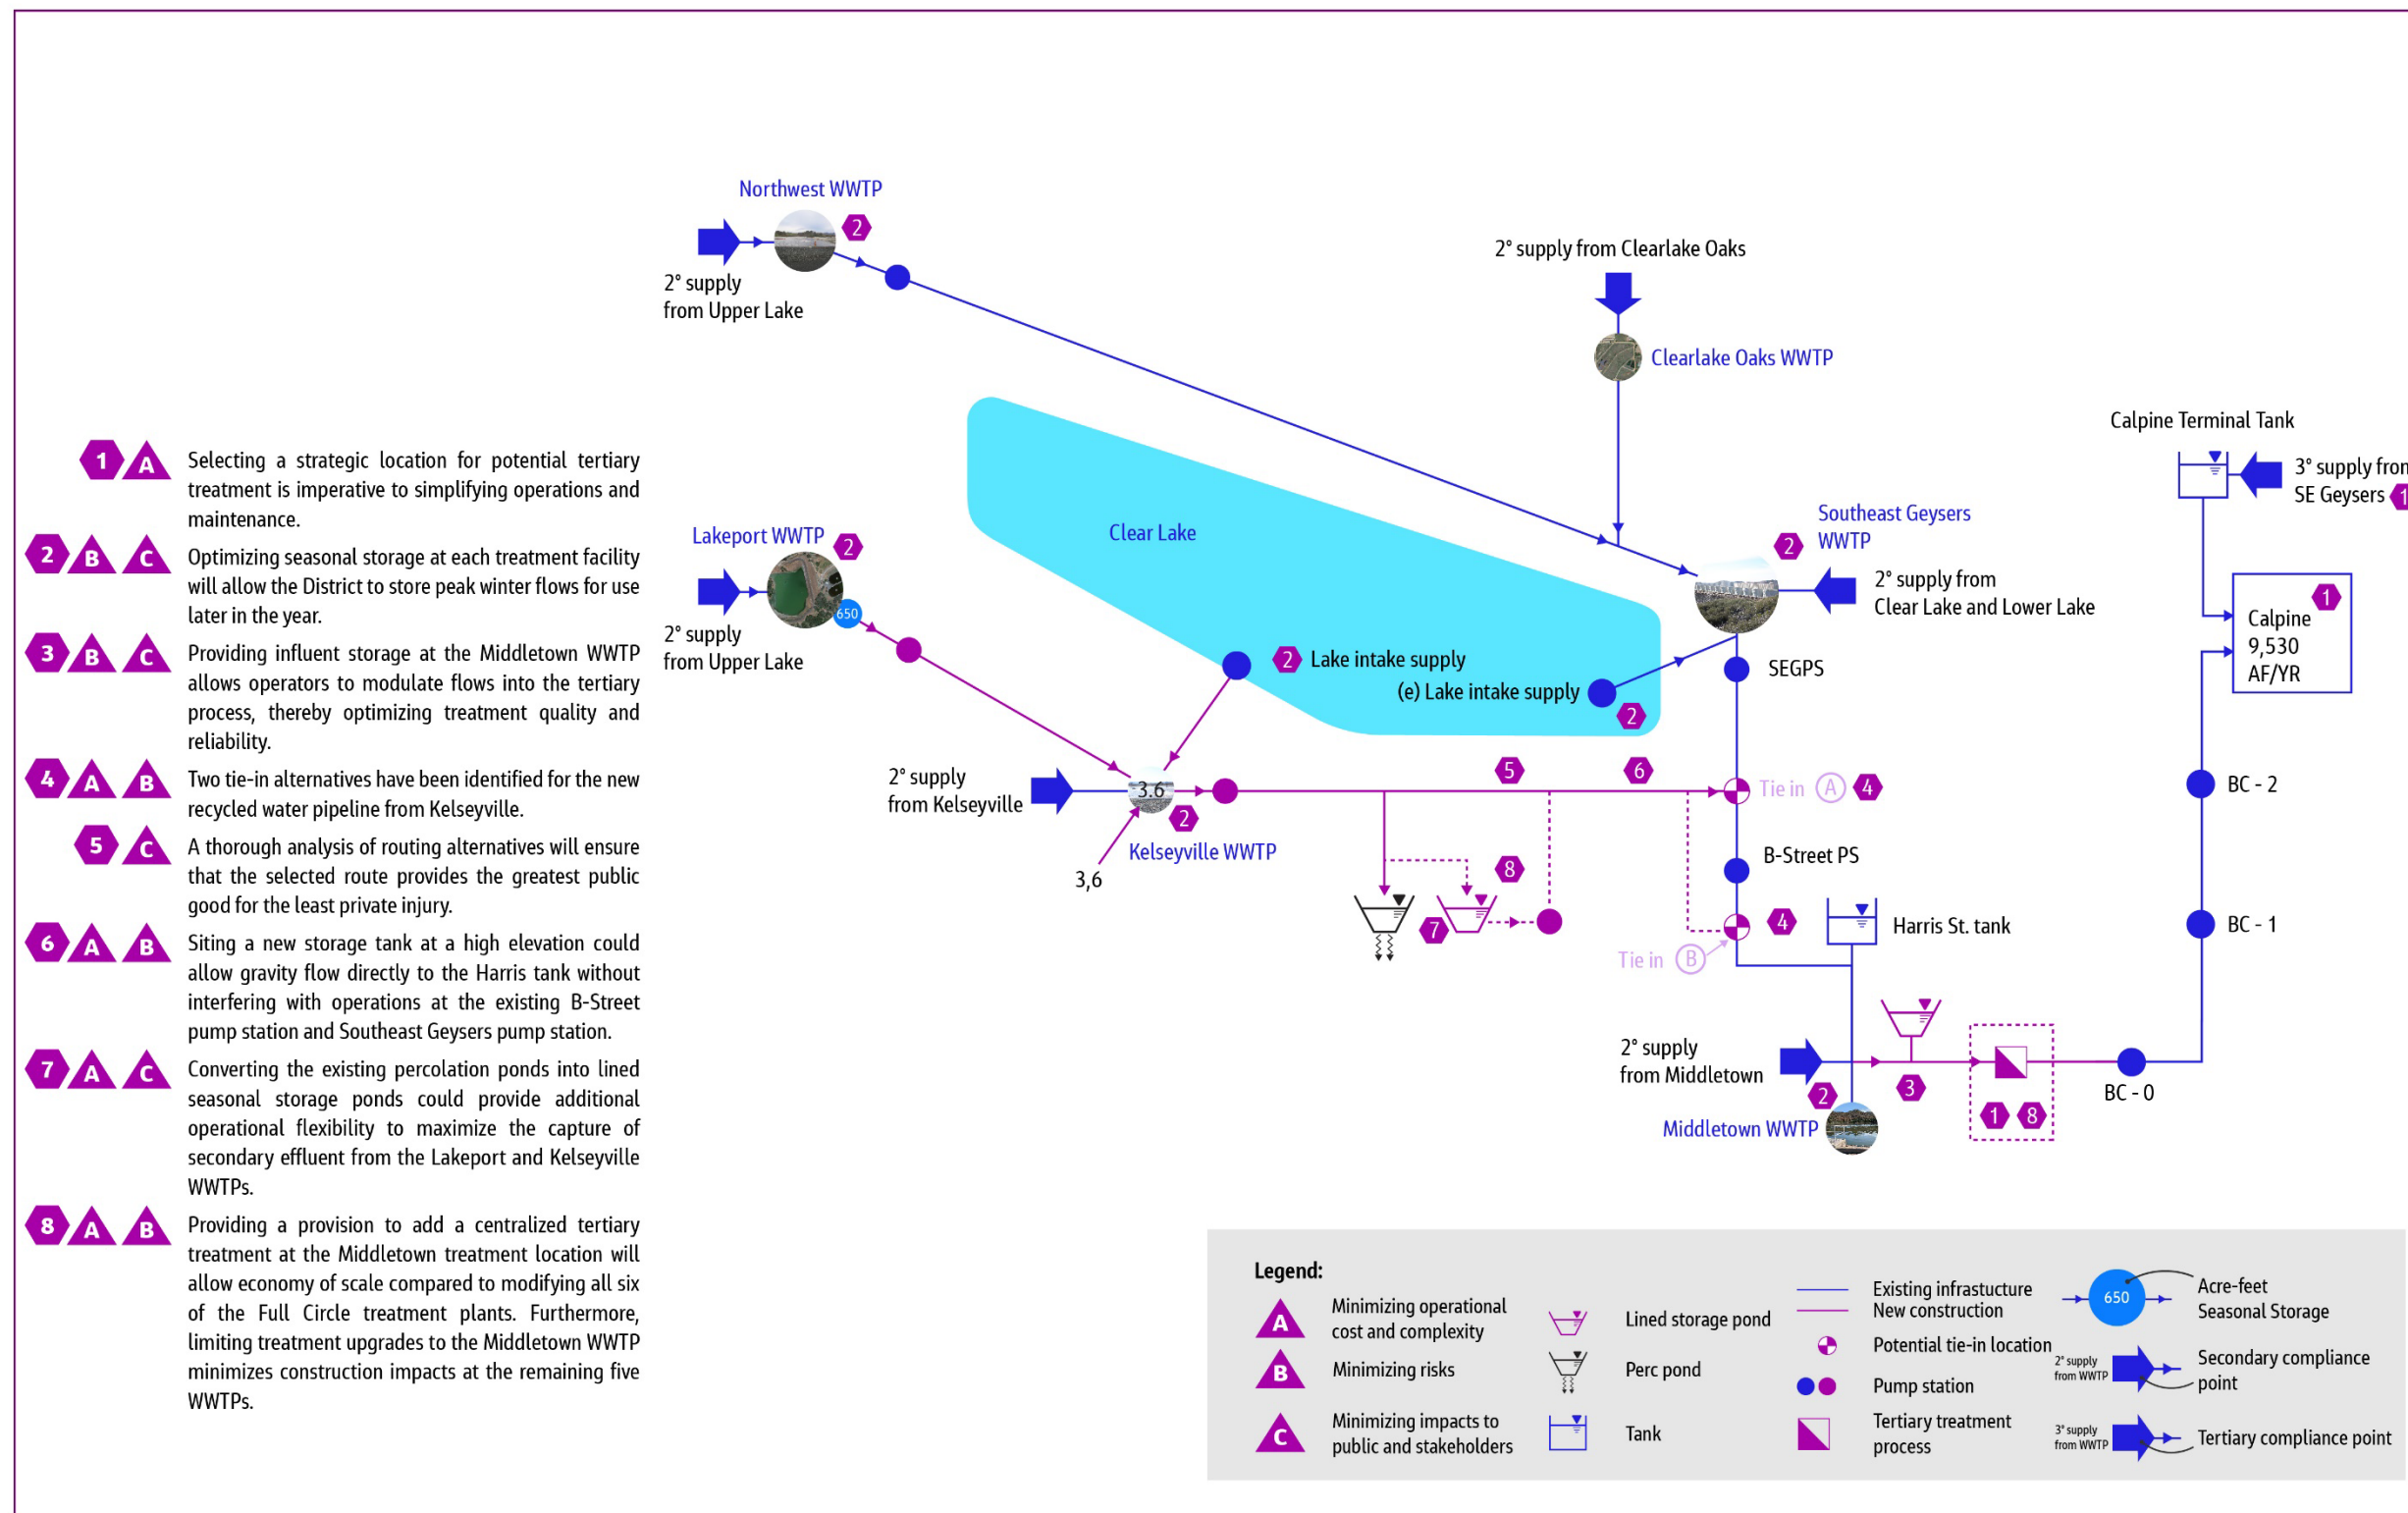 1 A Selecting a strategic location for potential tertiary
treatment is imperative to simplifying operations and
maintenance.
2 B C Optimizing seasonal storage at each treatment facility
will allow the District to store peak winter flows for use
later in the year.
3 B C Providing influent storage at the Middletown WWTP
allows operators to modulate flows into the tertiary
process, thereby optimizing treatment quality and
reliability.
4 A B Two tie-in alternatives have been identified for the new
recycled water pipeline from Kelseyville.
5 C A thorough analysis of routing alternatives will ensure
that the selected route provides the greatest public
good for the least private injury.
6 A B Siting a new storage tank at a high elevation could
allow gravity flow directly to the Harris tank without
interfering with operations at the existing B-Street
pump station and Southeast Geysers pump station.
7 A C Converting the existing percolation ponds into lined
seasonal storage ponds could provide additional
operational flexibility to maximize the capture of
secondary effluent from the Lakeport and Kelseyville
WWTPs.
8 A B Providing a provision to add a centralized tertiary
treatment at the Middletown treatment location will
allow economy of scale compared to modifying all six
of the Full Circle treatment plants. Furthermore,
limiting treatment upgrades to the Middletown WWTP
minimizes construction impacts at the remaining five
WWTPs.
Northwest WWTP
2
2° supply
from Upper Lake
2° supply from Clearlake Oaks
Clearlake Oaks WWTP
Calpine Terminal Tank
3° supply fron
SE Geysers 1
Lakeport WWTP 2
650
2° supply
from Upper Lake
Clear Lake
Southeast Geysers
WWTP
2
2° supply from
Clear Lake and Lower Lake
1
Calpine
9,530
AF/YR
2 Lake intake supply
(e) Lake intake supply
2
SEGPS
2° supply
from Kelseyville
3.6
2
Kelseyville WWTP
3,6
5
6
Tie in A 4
BC - 2
8
7
B-Street PS
4
Tie in B
Harris St. tank
BC - 1
2° supply
from Middletown
2
3
1 8
BC - 0
Middletown WWTP
Legend:
A Minimizing operational
cost and complexity
B Minimizing risks
C Minimizing impacts to
public and stakeholders
Lined storage pond
Perc pond
Tank
Existing infrastucture
New construction
Potential tie-in location
Pump station
Tertiary treatment
process
650
Acre-feet
Seasonal Storage
2° supply
from WWTP
Secondary compliance
point
3° supply
from WWTP
Tertiary compliance point